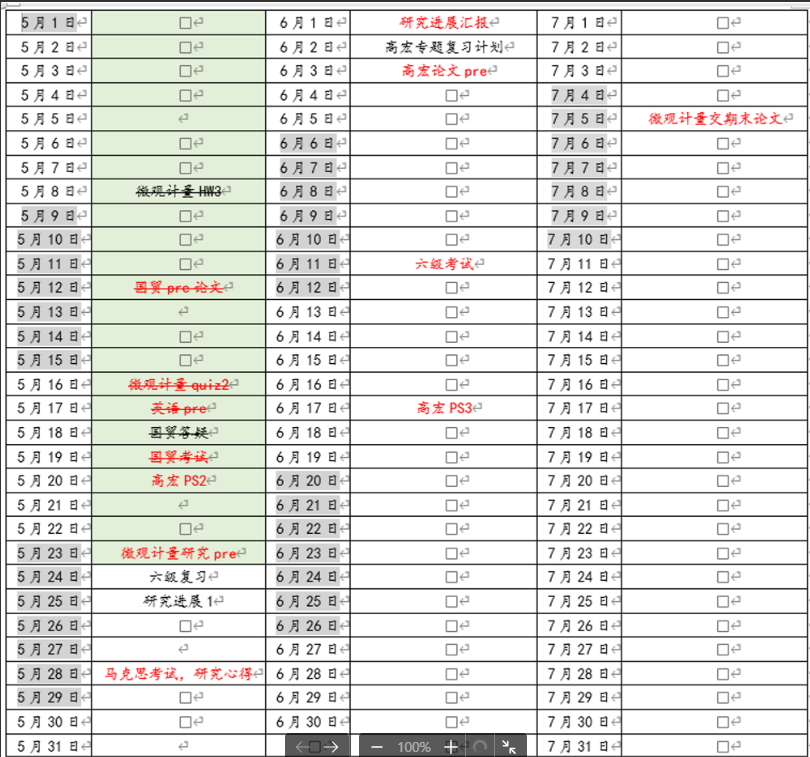 5月1日 □ 6月1日 研究进展汇报 7月1日 □
5月2日 □ 6月2日 高宏专题复习计划 7月2日 □
5月3日 □ 6月3日 高宏论文 pre 7月3日 □
5月4日 □ 6月4日 □ 7月4日 □
5月5日 6月5日 □ 7月5日 微观计量交期末论文
5月6日 □ 6月6日 □ 7月6日 □
5月7日 □ 6月7日 □ 7月7日 □
5月8日 微观计量 HW3 6月8日 □ 7月8日 □
5月9日 □ 6月9日 □ 7月9日 □
5月10日 □ 6月10日 □ 7月10日 □
5月11日 □ 6月11日 六级考试 7月11日 □
5月12日 国贸 pre 论文 6月12日 □ 7月12日 □
5月13日 6月13日 □ 7月13日 □
5月14日 □ 6月14日 □ 7月14日 □
5月15日 □ 6月15日 □ 7月15日 □
5月16日 微观计量 quiz2 6月16日 □ 7月16日 □
5月17日 英语 pre 6月17日 高宏 PS3 7月17日 □
5月18日 国贸答疑 6月18日 □ 7月18日 □
5月19日 国贸考试 6月19日 □ 7月19日 □
5月20日 高宏 PS2 6月20日 □ 7月20日 □
5月21日 6月21日 □ 7月21日 □
5月22日 □ 6月22日 □ 7月22日 □
5月23日 微观计量研究 pre 6月23日 □ 7月23日 □
5月24日 六级复习 6月24日 □ 7月24日 □
5月25日 研究进展 1 6月25日 □ 7月25日 □
5月26日 □ 6月26日 □ 7月26日 □
5月27日 6月27日 □ 7月27日 □
5月28日 马克思考试，研究心得 6月28日 □ 7月28日 □
5月29日 □ 6月29日 □ 7月29日 □
5月30日 □ 6月30日 □ 7月30日 □
5月31日 7月31日 □
100%